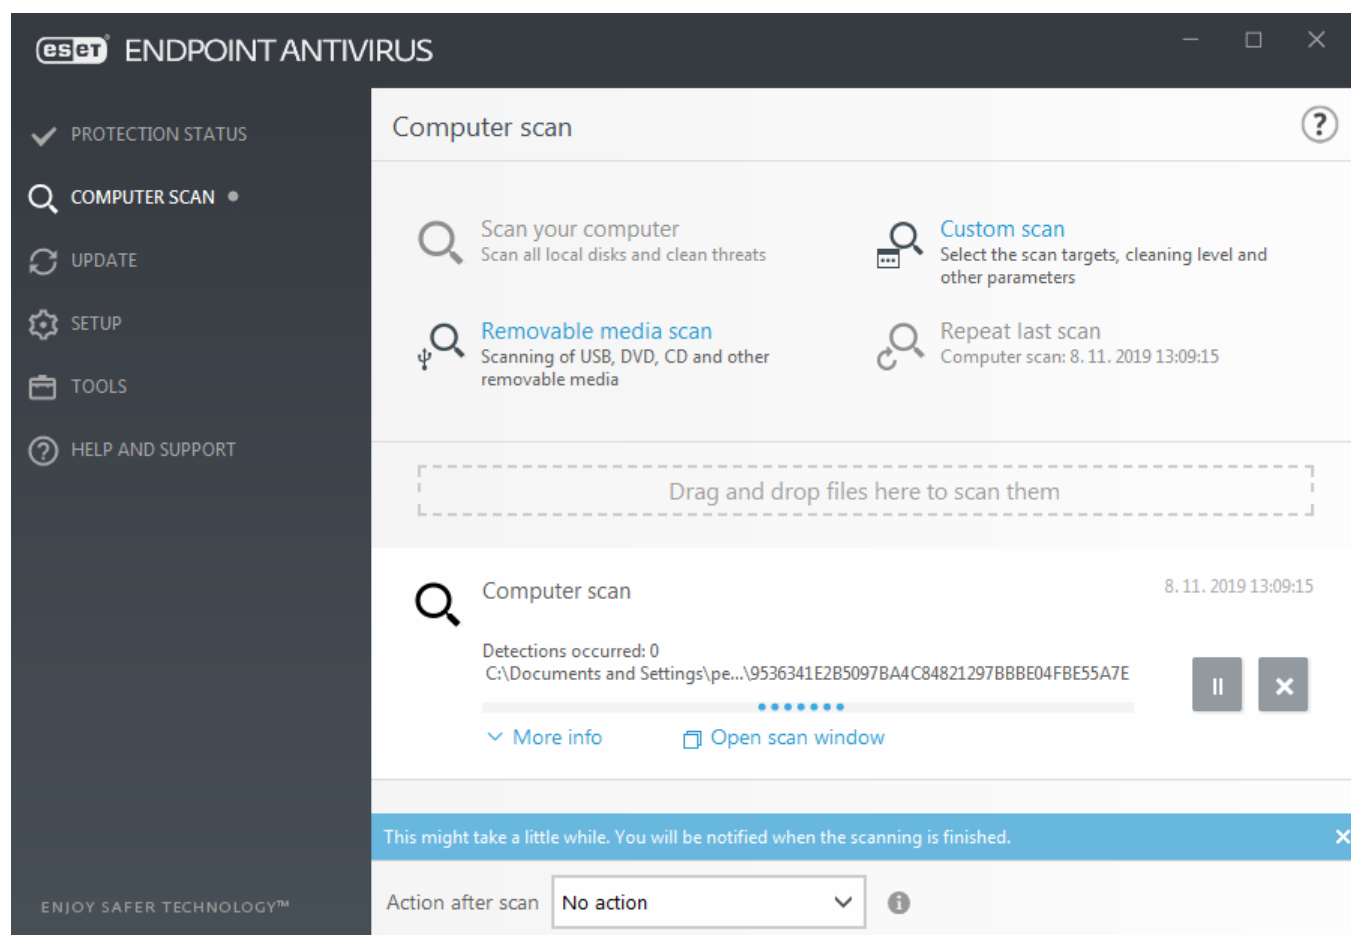 eset ENDPOINT ANTIVIRUS
PROTECTION STATUS
COMPUTER SCAN
UPDATE
SETUP
TOOLS
HELP AND SUPPORT
ENJOY SAFER TECHNOLOGY™
Computer scan
?
Scan your computer
Scan all local disks and clean threats
Custom scan
Select the scan targets, cleaning level and
other parameters
Removable media scan
Scanning of USB, DVD, CD and other
removable media
Repeat last scan
Computer scan: 8. 11. 2019 13:09:15
Drag and drop files here to scan them
Computer scan
8. 11. 2019 13:09:15
Detections occurred: 0
C:\Documents and Settings\pe...\9536341E2B5097BA4C84821297BBBE04FBE55A7E
More info
Open scan window
This might take a little while. You will be notified when the scanning is finished.
Action after scan
No action